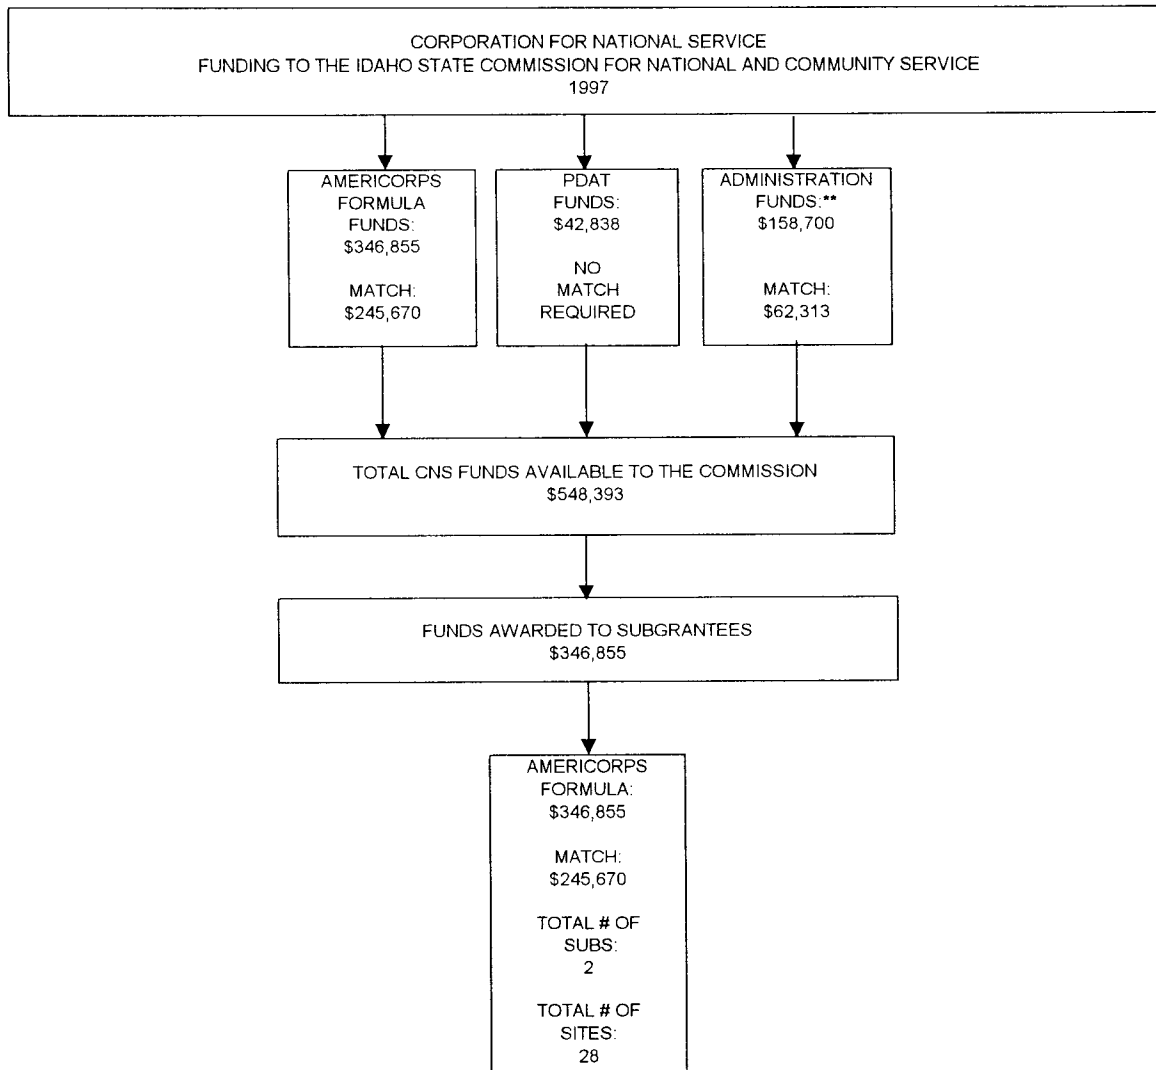 CORPORATION FOR NATIONAL SERVICE
FUNDING TO THE IDAHO STATE COMMISSION FOR NATIONAL AND COMMUNITY SERVICE
1997
AMERICORPS
FORMULA
FUNDS:
$346,855
MATCH:
$245,670
PDAT
FUNDS:
$42,838
NO
MATCH
REQUIRED
ADMINISTRATION
FUNDS:**
$158,700
MATCH:
$62,313
TOTAL CNS FUNDS AVAILABLE TO THE COMMISSION
$548,393
FUNDS AWARDED TO SUBGRANTEES
$346,855
AMERICORPS
FORMULA:
$346,855
MATCH:
$245,670
TOTAL # OF
SUBS:
2
TOTAL # OF
SITES:
28